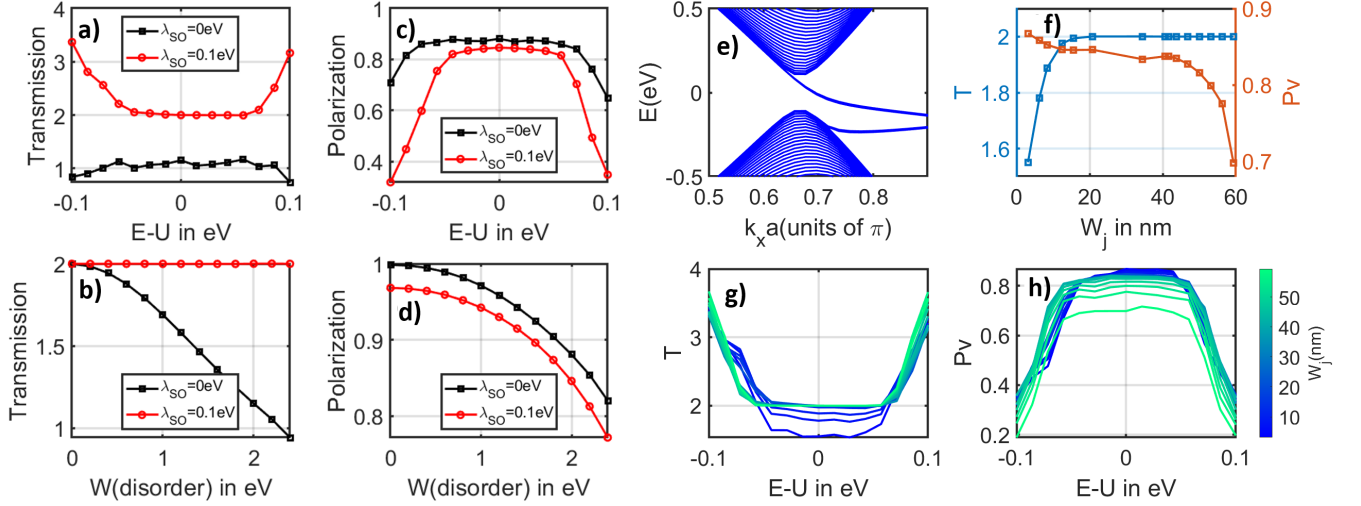 a)
Transmission
4
3
2
1
λSO=0eV
λSO=0.1eV
-0.1
0
0.1
E-U in eV
c)
Polarization
1
0.8
0.6
0.4
λSO=0eV
λSO=0.1eV
-0.1
0
0.1
E-U in eV
e)
E(eV)
0.5
0
-0.5
0.5
0.6
0.7
0.8
kxa(units of π)
f)
T
2
1.8
1.6
Pv
0.9
0.8
0.7
0
20
40
60
Wj in nm
b)
Transmission
2
1.5
1
λSO=0eV
λSO=0.1eV
0
1
2
W(disorder) in eV
d)
Polarization
1
0.9
0.8
λSO=0eV
λSO=0.1eV
0
1
2
W(disorder) in eV
g)
T
4
3
2
-0.1
0
0.1
E-U in eV
h)
Pv
0.8
0.6
0.4
0.2
-0.1
0
0.1
E-U in eV
50
40
30
20
10
Wj(nm)